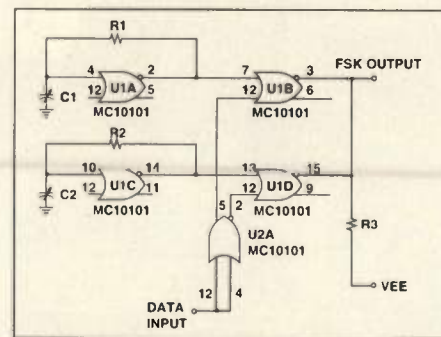 R1
FSK OUTPUT
4 2 7 3
12 U1A 5 12 U1B 6
C1 MC10101 MC10101
R2
10 14 13 15
12 U1C 11 12 U1D 9
C2 MC10101 5 2 MC10101
R3
U2A
MC10101
12 4
VEE
DATA
INPUT